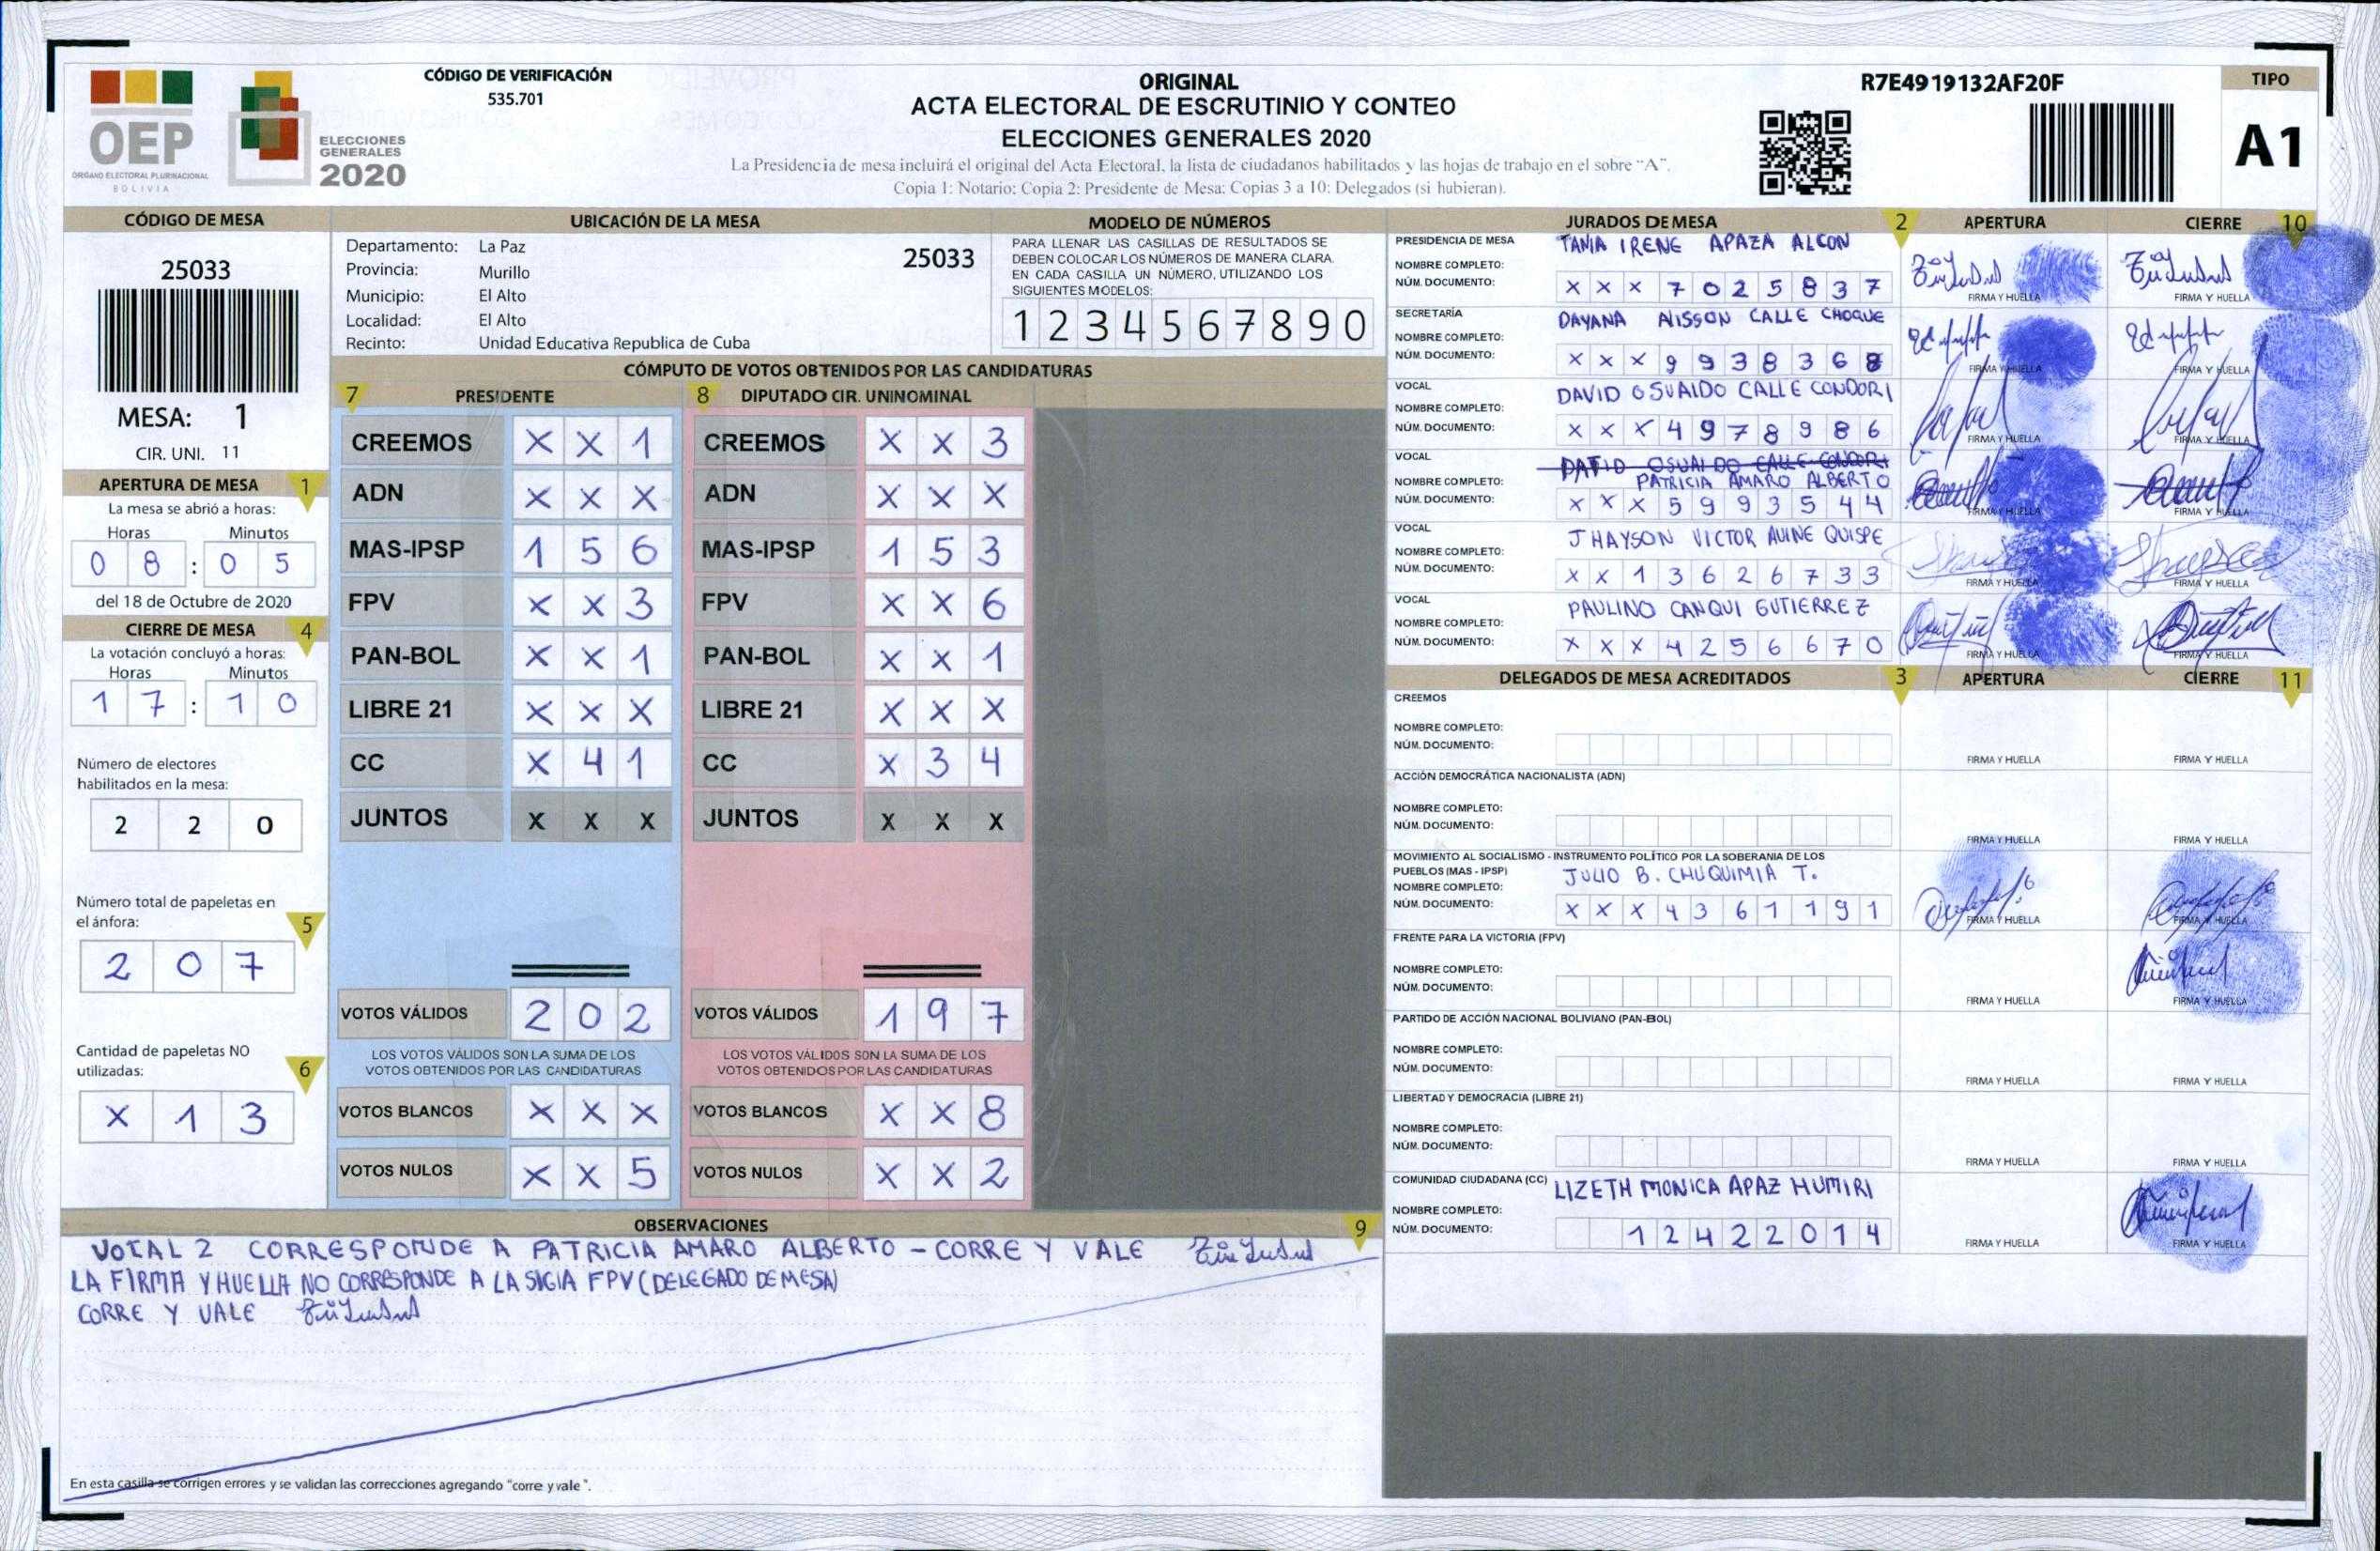 OEP
ÓRGANO ELECTORAL PLURINACIONAL
BOLIVIA
ELECCIONES
GENERALES
2020
CÓDIGO DE VERIFICACIÓN
535.701
ORIGINAL
ACTA ELECTORAL DE ESCRUTINIO Y CONTEO
ELECCIONES GENERALES 2020
La Presidencia de mesa incluirá el original del Acta Electoral, la lista de ciudadanos habilitados y las hojas de trabajo en el sobre "A".
Copia 1: Notario; Copia 2: Presidente de Mesa; Copias 3 a 10: Delegados (si hubieran).
R7E4919132AF20F
TIPO
A1
CÓDIGO DE MESA
25033
MESA: 1
CIR. UNI. 11
APERTURA DE MESA 1
La mesa se abrió a horas:
Horas Minutos
0 8 : 0 5
del 18 de Octubre de 2020
CIERRE DE MESA 4
La votación concluyó a horas:
Horas Minutos
1 7 : 1 0
Número de electores
habilitados en la mesa:
2 2 0
Número total de papeletas en
el ánfora: 5
2 0 7
Cantidad de papeletas NO
utilizadas: 6
X 1 3
UBICACIÓN DE LA MESA
Departamento: La Paz
25033
Provincia: Murillo
Municipio: El Alto
Localidad: El Alto
Recinto: Unidad Educativa Republica de Cuba
MODELO DE NÚMEROS
PARA LLENAR LAS CASILLAS DE RESULTADOS SE
DEBEN COLOCAR LOS NÚMEROS DE MANERA CLARA.
EN CADA CASILLA UN NÚMERO, UTILIZANDO LOS
SIGUIENTES MODELOS:
1 2 3 4 5 6 7 8 9 0
CÓMPUTO DE VOTOS OBTENIDOS POR LAS CANDIDATURAS
7 PRESIDENTE
CREEMOS X X 1
ADN X X X
MAS-IPSP 1 5 6
FPV X X 3
PAN-BOL X X 1
LIBRE 21 X X X
CC X 4 1
JUNTOS X X X
VOTOS VÁLIDOS 2 0 2
LOS VOTOS VÁLIDOS SON LA SUMA DE LOS
VOTOS OBTENIDOS POR LAS CANDIDATURAS
VOTOS BLANCOS X X X
VOTOS NULOS X X 5
8 DIPUTADO CIR. UNINOMINAL
CREEMOS X X 3
ADN X X X
MAS-IPSP 1 5 3
FPV X X 6
PAN-BOL X X 1
LIBRE 21 X X X
CC X 3 4
JUNTOS X X X
VOTOS VÁLIDOS 1 9 7
LOS VOTOS VÁLIDOS SON LA SUMA DE LOS
VOTOS OBTENIDOS POR LAS CANDIDATURAS
VOTOS BLANCOS X X 8
VOTOS NULOS X X 2
OBSERVACIONES 9
VOCAL 2 CORRESPONDE A PATRICIA AMARO ALBERTO - CORRE Y VALE
LA FIRMA Y HUELLA NO CORRESPONDE A LA SIGLA FPV (DELEGADO DE MESA)
CORRE Y VALE
En esta casilla se corrigen errores y se validan las correcciones agregando "corre y vale".
JURADOS DE MESA 2 APERTURA CIERRE 10
PRESIDENCIA DE MESA TANIA IRENE APAZA ALCON
NOMBRE COMPLETO:
NÚM. DOCUMENTO: X X X 7 0 2 5 8 3 7
FIRMA Y HUELLA FIRMA Y HUELLA
SECRETARÍA DAYANA ALISSON CALLE CHOQUE
NOMBRE COMPLETO:
NÚM. DOCUMENTO: X X X 9 9 3 8 3 6 8
FIRMA Y HUELLA FIRMA Y HUELLA
VOCAL DAVID OSVALDO CALLE CONDORI
NOMBRE COMPLETO:
NÚM. DOCUMENTO: X X X 4 9 7 8 9 8 6
FIRMA Y HUELLA FIRMA Y HUELLA
VOCAL DAVID OSUALDO CALLE CONDORI
NOMBRE COMPLETO: PATRICIA AMARO ALBERTO
NÚM. DOCUMENTO: X X X 5 9 9 3 5 4 4
FIRMA Y HUELLA FIRMA Y HUELLA
VOCAL JHAYSON VICTOR AUINE QUISPE
NOMBRE COMPLETO:
NÚM. DOCUMENTO: X X 1 3 6 2 6 7 3 3
FIRMA Y HUELLA FIRMA Y HUELLA
VOCAL PAULINO CANQUI GUTIERREZ
NOMBRE COMPLETO:
NÚM. DOCUMENTO: X X X 4 2 5 6 6 7 0
FIRMA Y HUELLA FIRMA Y HUELLA
DELEGADOS DE MESA ACREDITADOS 3 APERTURA CIERRE 11
CREEMOS
NOMBRE COMPLETO:
NÚM. DOCUMENTO:
FIRMA Y HUELLA FIRMA Y HUELLA
ACCIÓN DEMOCRÁTICA NACIONALISTA (ADN)
NOMBRE COMPLETO:
NÚM. DOCUMENTO:
FIRMA Y HUELLA FIRMA Y HUELLA
MOVIMIENTO AL SOCIALISMO - INSTRUMENTO POLÍTICO POR LA SOBERANIA DE LOS
PUEBLOS (MAS - IPSP) JULIO B. CHUQUIMIA T.
NOMBRE COMPLETO:
NÚM. DOCUMENTO: X X X 4 3 6 1 1 9 1
FIRMA Y HUELLA FIRMA Y HUELLA
FRENTE PARA LA VICTORIA (FPV)
NOMBRE COMPLETO:
NÚM. DOCUMENTO:
FIRMA Y HUELLA FIRMA Y HUELLA
PARTIDO DE ACCIÓN NACIONAL BOLIVIANO (PAN-BOL)
NOMBRE COMPLETO:
NÚM. DOCUMENTO:
FIRMA Y HUELLA FIRMA Y HUELLA
LIBERTAD Y DEMOCRACIA (LIBRE 21)
NOMBRE COMPLETO:
NÚM. DOCUMENTO:
FIRMA Y HUELLA FIRMA Y HUELLA
COMUNIDAD CIUDADANA (CC) LIZETH MONICA APAZ HUMIRI
NOMBRE COMPLETO:
NÚM. DOCUMENTO: 1 2 4 2 2 0 1 4
FIRMA Y HUELLA FIRMA Y HUELLA